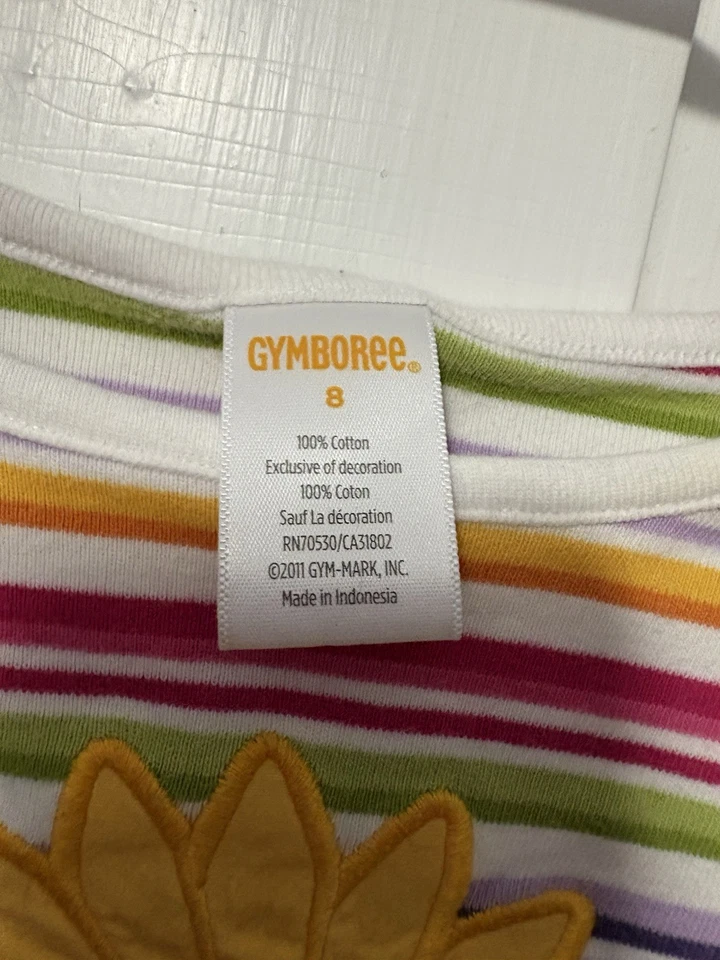 GYMBOREE®
8
100% Cotton
Exclusive of decoration
100% Coton
Sauf La décoration
RN70530/CA31802
©2011 GYM-MARK, INC.
Made in Indonesia